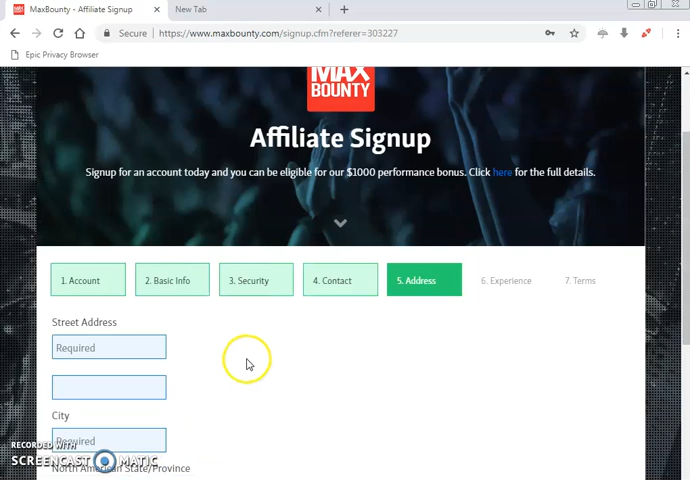 MaxBounty - Affiliate Signup
New Tab
Secure https://www.maxbounty.com/signup.cfm?referer=303227
Epic Privacy Browser
MAX
BOUNTY
Affiliate Signup
Signup for an account today and you can be eligible for our $1000 performance bonus. Click here for the full details.
1. Account 2. Basic Info 3. Security 4. Contact 5. Address 6. Experience 7. Terms
Street Address
Required
City
Required
RECORDED WITH
SCREENCAST MATIC
North American State/Province